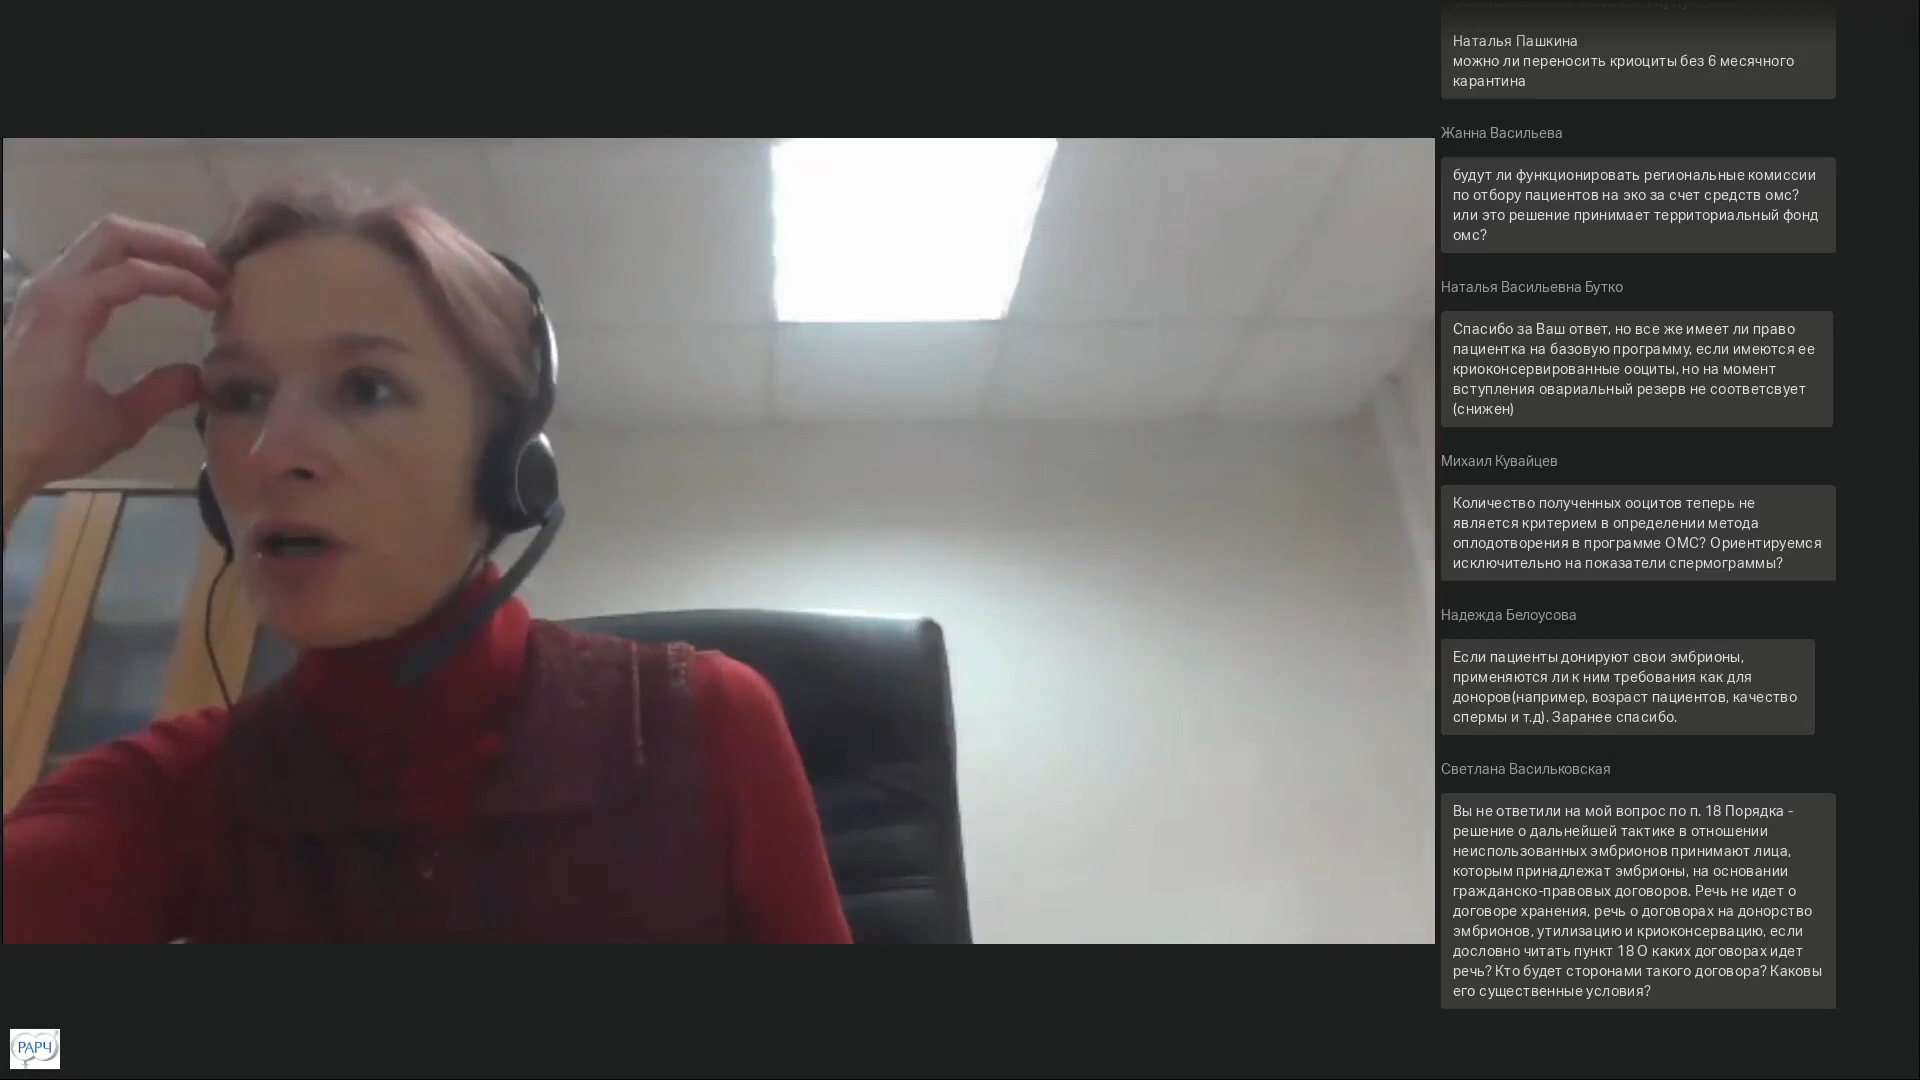 Наталья Пашкина
можно ли переносить криоциты без 6 месячного
карантина
Жанна Васильева
будут ли функционировать региональные комиссии
по отбору пациентов на эко за счет средств омс?
или это решение принимает территориальный фонд
омс?
Наталья Васильевна Бутко
Спасибо за Ваш ответ, но все же имеет ли право
пациентка на базовую программу, если имеются ее
криоконсервированные ооциты, но на момент
вступления овариальный резерв не соответсвует
(снижен)
Михаил Кувайцев
Количество полученных ооцитов теперь не
является критерием в определении метода
оплодотворения в программе ОМС? Ориентируемся
исключительно на показатели спермограммы?
Надежда Белоусова
Если пациенты донируют свои эмбрионы,
применяются ли к ним требования как для
доноров(например, возраст пациентов, качество
спермы и т.д). Заранее спасибо.
Светлана Васильковская
Вы не ответили на мой вопрос по п. 18 Порядка -
решение о дальнейшей тактике в отношении
неиспользованных эмбрионов принимают лица,
которым принадлежат эмбрионы, на основании
гражданско-правовых договоров. Речь не идет о
договоре хранения, речь о договорах на донорство
эмбрионов, утилизацию и криоконсервацию, если
дословно читать пункт 18 О каких договорах идет
речь? Кто будет сторонами такого договора? Каковы
его существенные условия?
РАРЧ